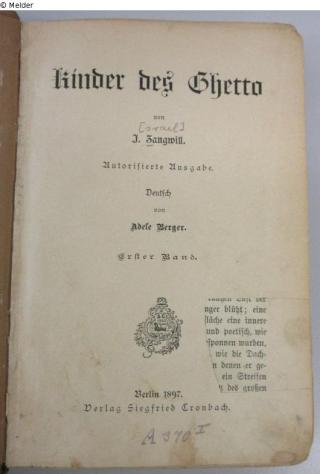 © Melder
Kinder des Ghetto
von
[Israel]
I. Zangwill.
Autorisierte Ausgabe.
Deutsch
von
Adele Berger.
Erster Band.
nger blüht; eine
fläche eine innere
und poetisch, wie
sponnen wurden,
wie die Dach-
denen er ge-
ein Streifen
des großen
Berlin 1897.
Verlag Siegfried Cronbach.
A 370 I